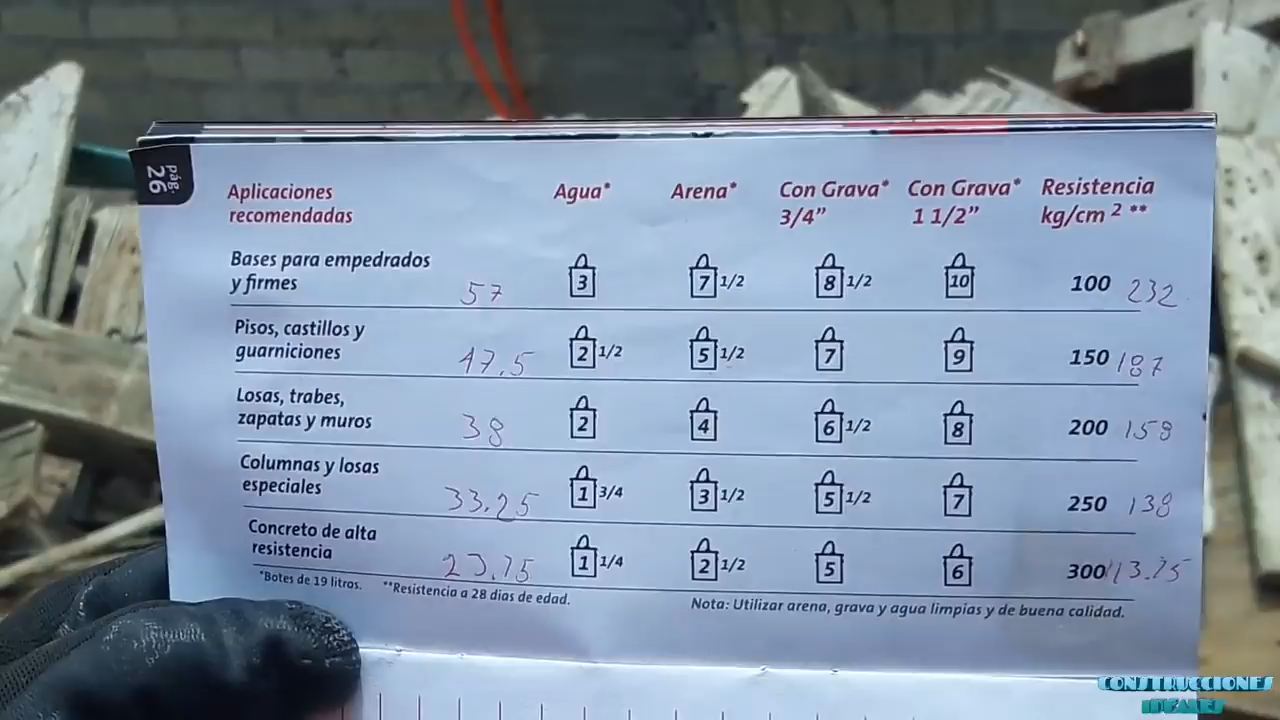 pág. 26
Aplicaciones recomendadas Agua* Arena* Con Grava* 3/4” Con Grava* 1 1/2” Resistencia kg/cm 2 **
Bases para empedrados y firmes 57 3 7 1/2 8 1/2 10 100 232
Pisos, castillos y guarniciones 47.5 2 1/2 5 1/2 7 9 150 187
Losas, trabes, zapatas y muros 38 2 4 6 1/2 8 200 158
Columnas y losas especiales 33.25 1 3/4 3 1/2 5 1/2 7 250 138
Concreto de alta resistencia 23.75 1 1/4 2 1/2 5 6 300 113.75
*Botes de 19 litros. **Resistencia a 28 dias de edad.
Nota: Utilizar arena, grava y agua limpias y de buena calidad.
CONSTRUCCIONES
IDEALES